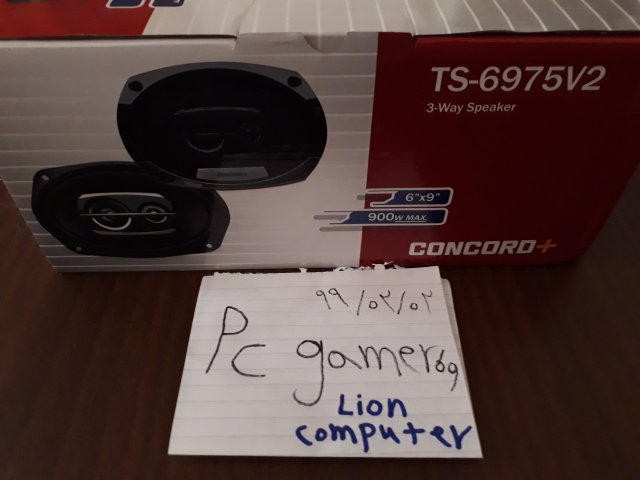 TS-6975V2
3-Way Speaker
6"x9"
900W MAX.
CONCORD+
۹۹/۰۲/۰۲
Pc gamer69
Lion
computer